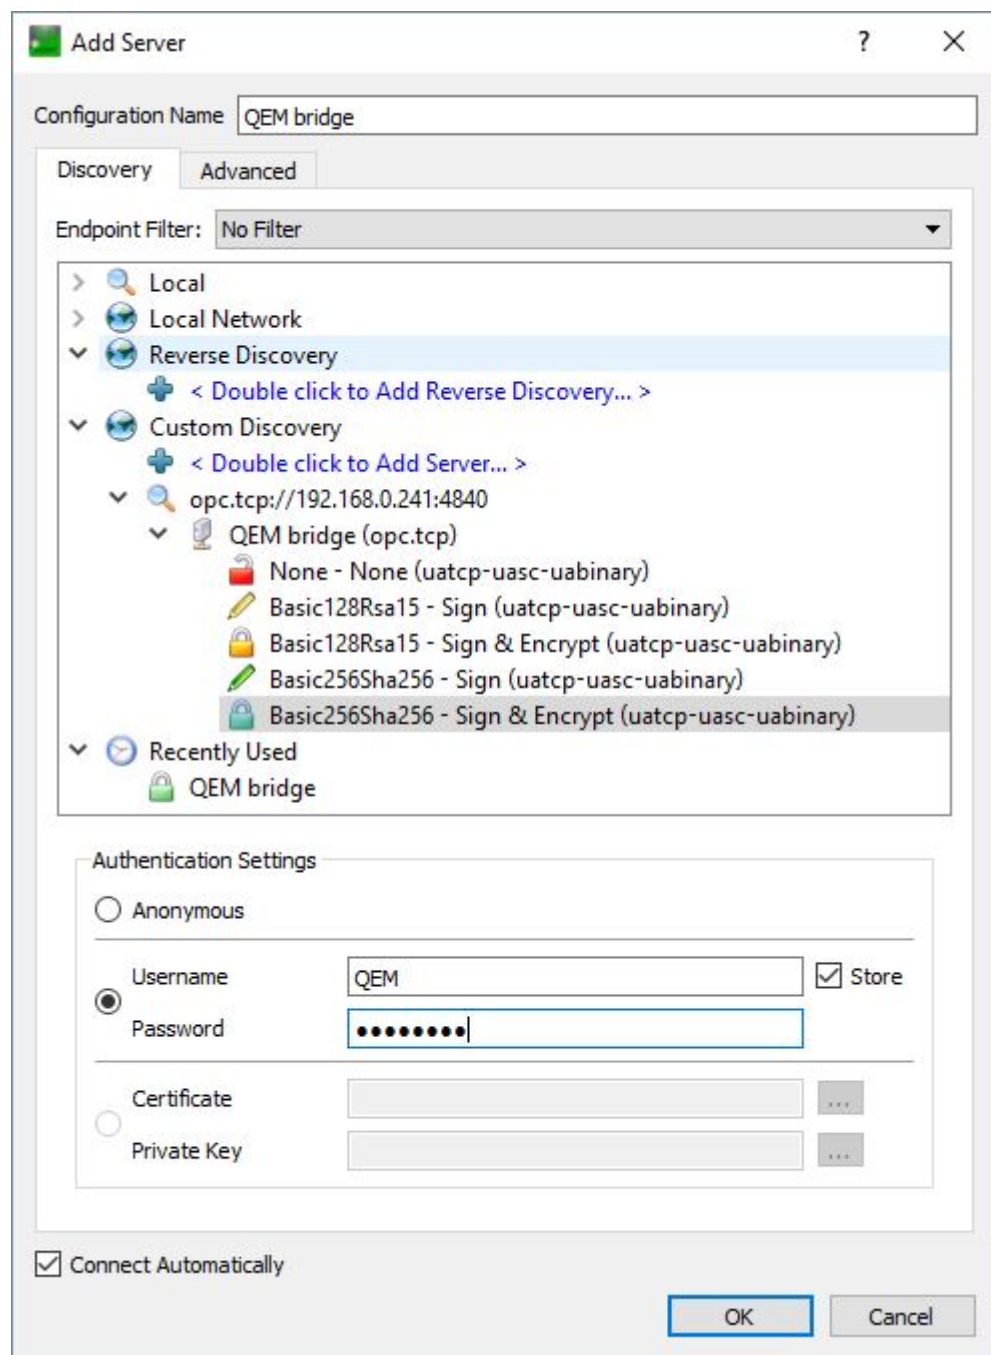 Add Server
?
Configuration Name QEM bridge
Discovery Advanced
Endpoint Filter: No Filter
Local
Local Network
Reverse Discovery
< Double click to Add Reverse Discovery... >
Custom Discovery
< Double click to Add Server... >
opc.tcp://192.168.0.241:4840
QEM bridge (opc.tcp)
None - None (uatcp-uasc-uabinary)
Basic128Rsa15 - Sign (uatcp-uasc-uabinary)
Basic128Rsa15 - Sign & Encrypt (uatcp-uasc-uabinary)
Basic256Sha256 - Sign (uatcp-uasc-uabinary)
Basic256Sha256 - Sign & Encrypt (uatcp-uasc-uabinary)
Recently Used
QEM bridge
Authentication Settings
Anonymous
Username QEM Store
Password ●●●●●●●●
Certificate ...
Private Key ...
Connect Automatically
OK Cancel